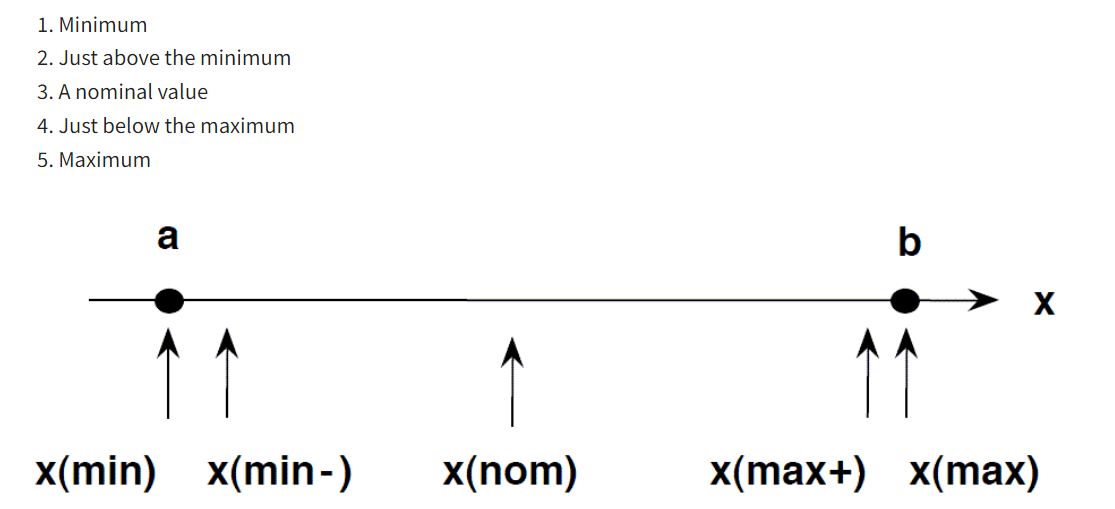 1. Minimum
2. Just above the minimum
3. A nominal value
4. Just below the maximum
5. Maximum
a b
x
x(min) x(min-) x(nom) x(max+) x(max)